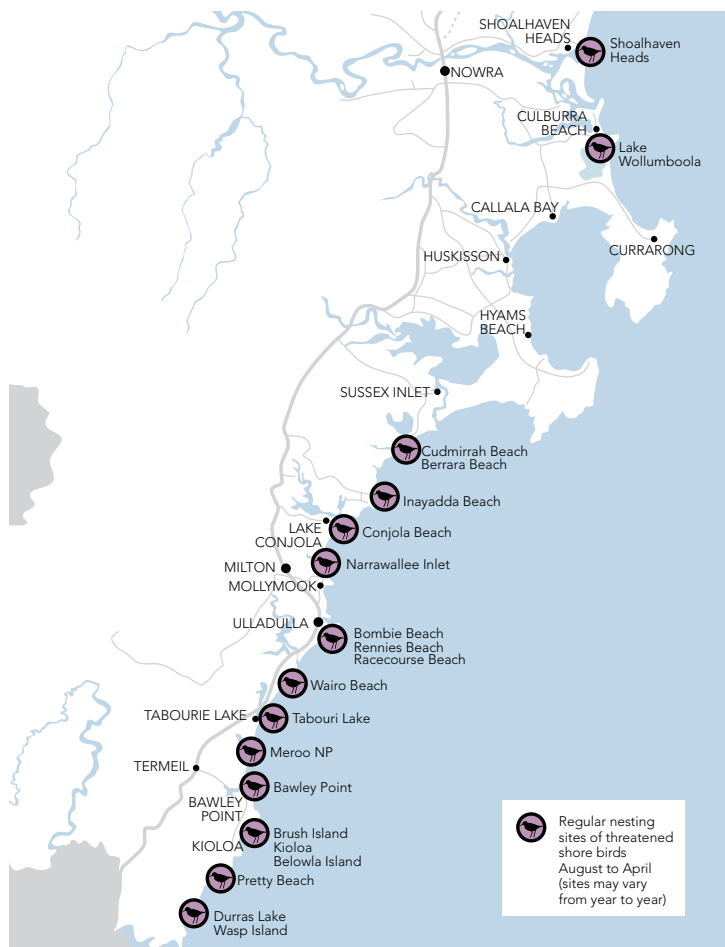 SHOALHAVEN
HEADS
Shoalhaven
Heads
NOWRA
CULBURRA
BEACH
Lake
Wollumboola
CALLALA BAY
CURRARONG
HUSKISSON
HYAMS
BEACH
SUSSEX INLET
Cudmirrah Beach
Berrara Beach
Inayadda Beach
LAKE
CONJOLA
Conjola Beach
MILTON
Narrawallee Inlet
MOLLYMOOK
ULLADULLA
Bombie Beach
Rennies Beach
Racecourse Beach
Wairo Beach
TABOURIE LAKE
Tabouri Lake
Meroo NP
TERMEIL
Bawley Point
BAWLEY
POINT
Brush Island
Kioloa
Belowla Island
KIOLOA
Pretty Beach
Durras Lake
Wasp Island
Regular nesting
sites of threatened
shore birds
August to April
(sites may vary
from year to year)